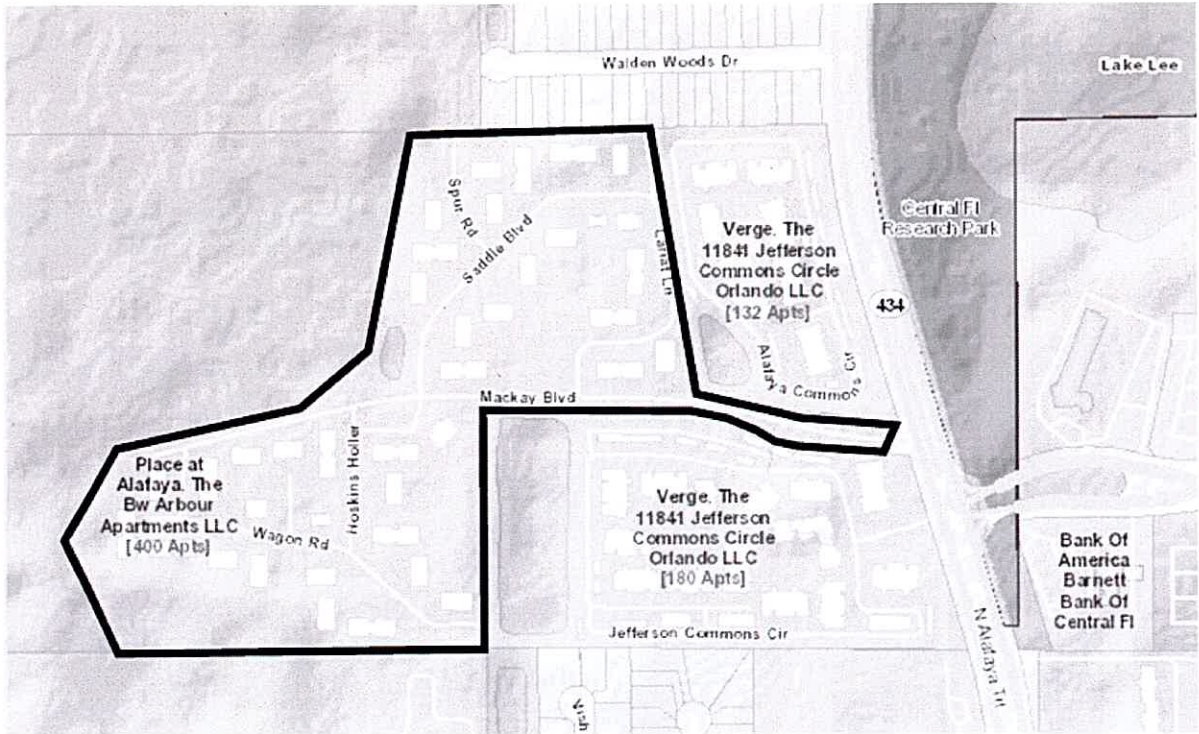 Walden Woods Dr
Lake Lee
Spur Rd
Saddle Blvd
Lariat Ln
Verge, The
11841 Jefferson
Commons Circle
Orlando LLC
[132 Apts]
Central Fl
Research Park
434
Alafaya Commons Cir
Mackay Blvd
Hoskins Holler
Place at
Alafaya, The
Bw Arbour
Apartments LLC
[400 Apts]
Wagon Rd
Verge, The
11841 Jefferson
Commons Circle
Orlando LLC
[180 Apts]
Bank Of
America
Barnett
Bank Of
Central Fl
Jefferson Commons Cir
N Alafaya Trl
Nish